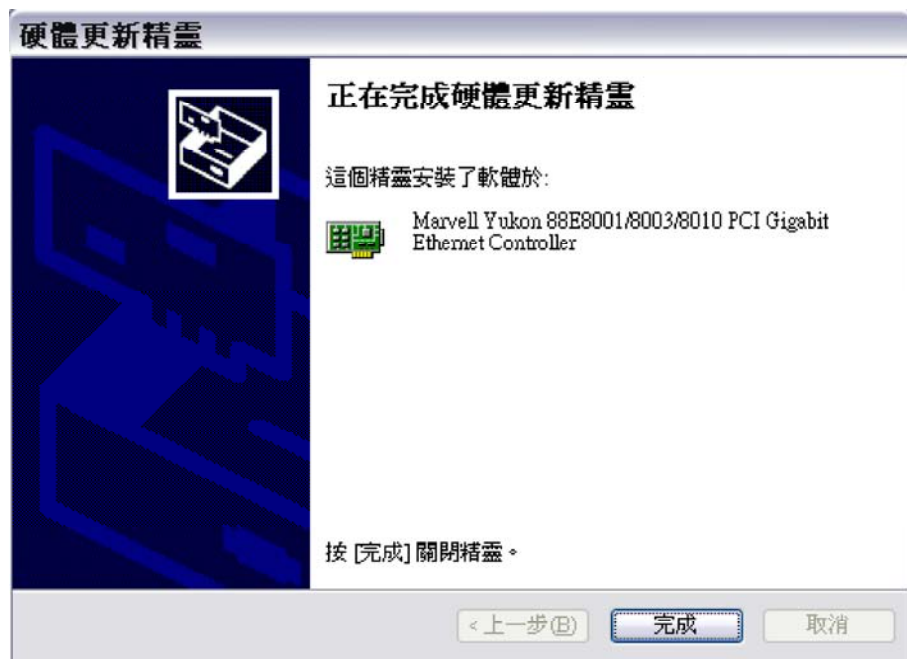 硬體更新精靈
正在完成硬體更新精靈
這個精靈安裝了軟體於:
Marvell Yukon 88E8001/8003/8010 PCI Gigabit
Ethernet Controller
按 [完成] 關閉精靈。
<上一步(B)
完成
取消